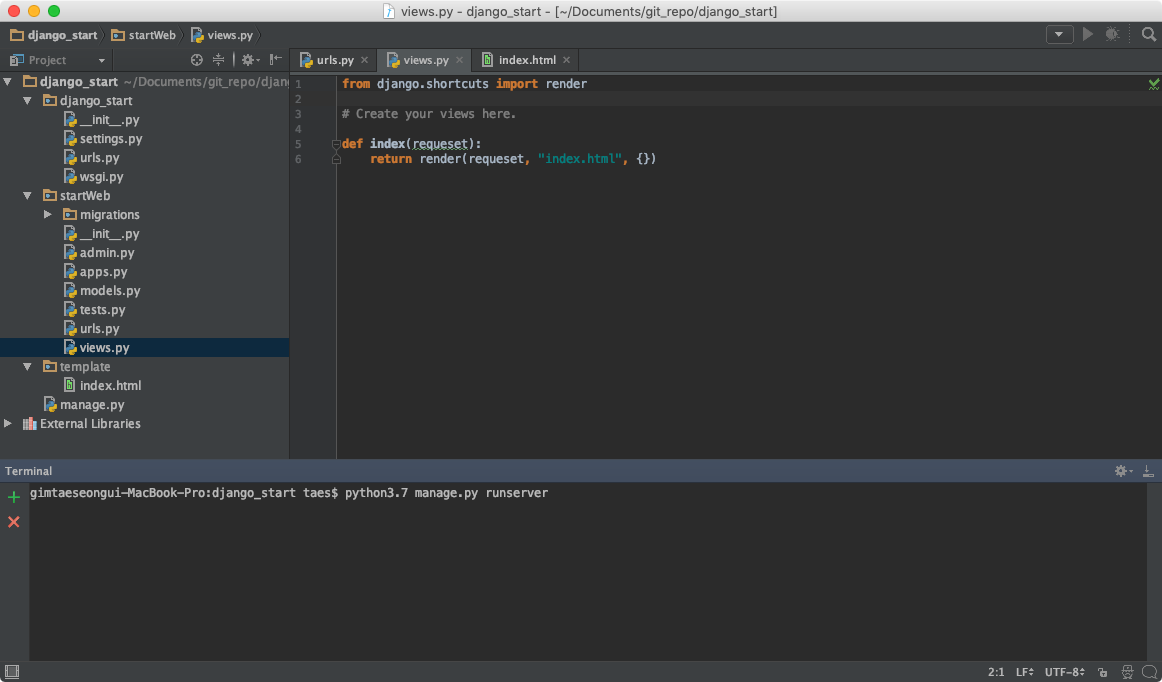 views.py - django_start - [~/Documents/git_repo/django_start]
django_start startWeb views.py
Project
urls.py views.py index.html
django_start ~/Documents/git_repo/djan
django_start
__init__.py
settings.py
urls.py
wsgi.py
startWeb
migrations
__init__.py
admin.py
apps.py
models.py
tests.py
urls.py
views.py
template
index.html
manage.py
External Libraries
1 from django.shortcuts import render
2
3 # Create your views here.
4
5 def index(requeset):
6 return render(requeset, "index.html", {})
Terminal
gimtaeseongui-MacBook-Pro:django_start taes$ python3.7 manage.py runserver
2:1 LF UTF-8